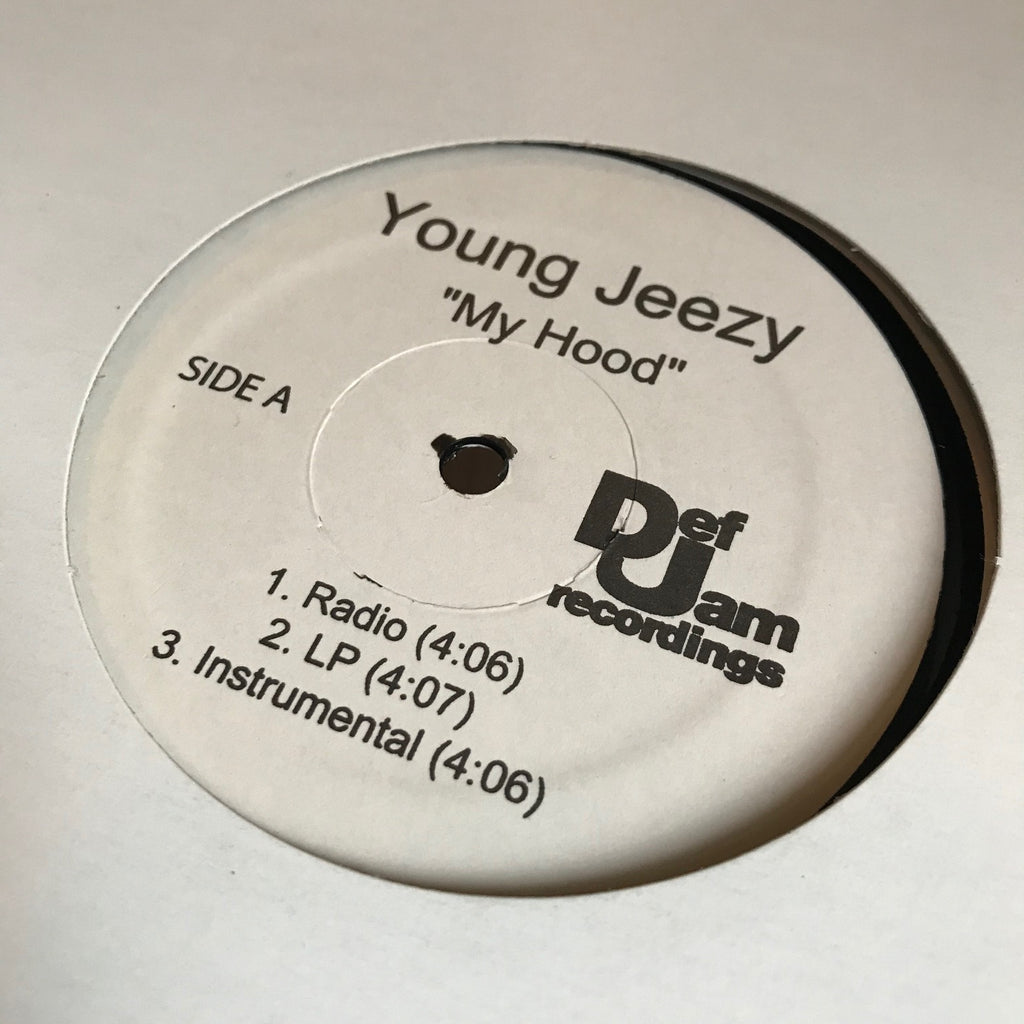 Young Jeezy
"My Hood"
SIDE A
Def Jam
recordings
1. Radio (4:06)
2. LP (4:07)
3. Instrumental (4:06)